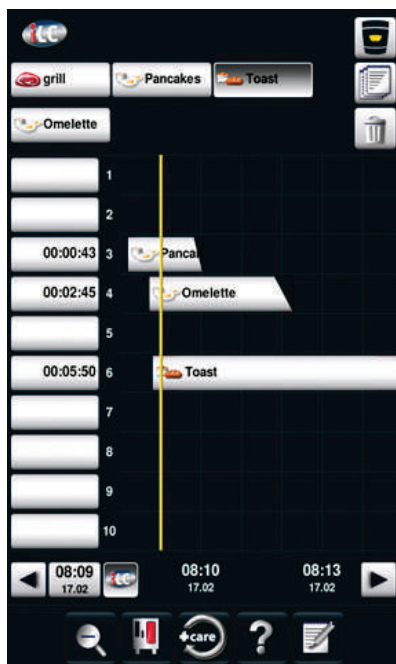 iLC
grill
Pancakes
Toast
Omelette
1
2
00:00:43 3 Panca
00:02:45 4 Omelette
5
00:05:50 6 Toast
7
8
9
10
08:09 iLC 08:10 08:13
17.02 17.02 17.02
+care ?